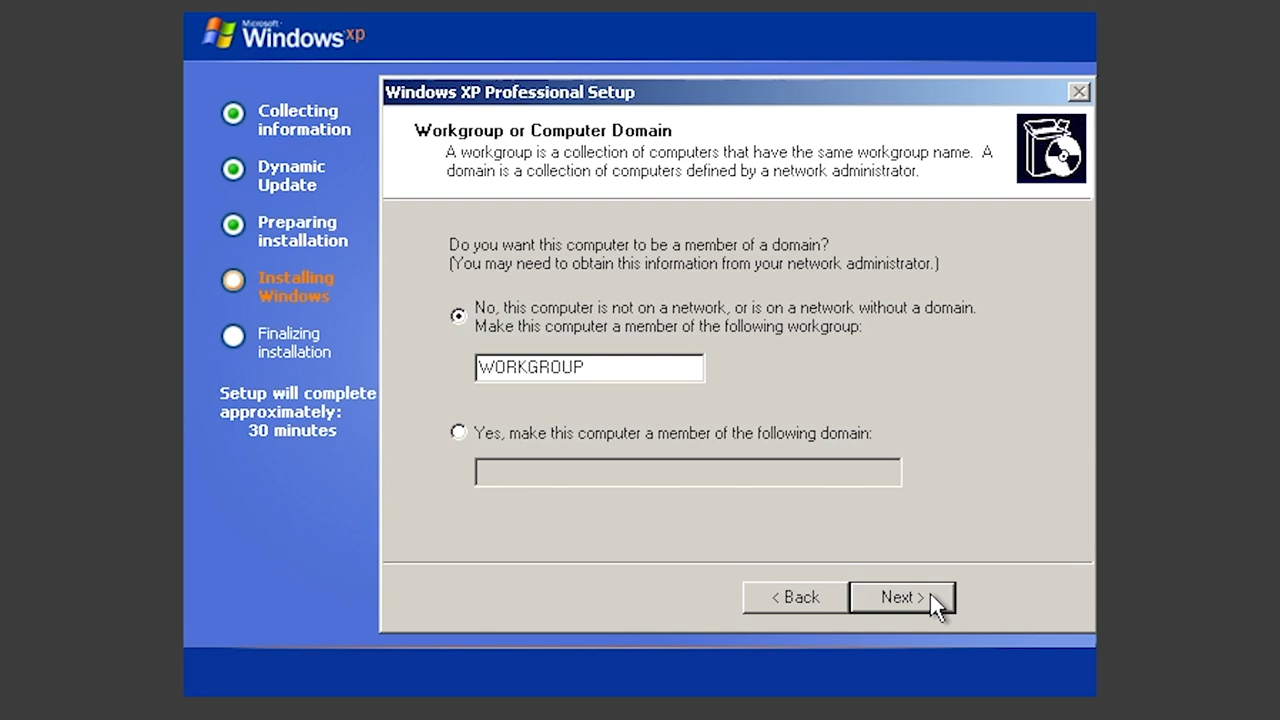 Microsoft
Windows xp
Collecting
information
Dynamic
Update
Preparing
installation
Installing
Windows
Finalizing
installation
Setup will complete
approximately:
30 minutes
Windows XP Professional Setup
Workgroup or Computer Domain
A workgroup is a collection of computers that have the same workgroup name. A
domain is a collection of computers defined by a network administrator.
Do you want this computer to be a member of a domain?
(You may need to obtain this information from your network administrator.)
No, this computer is not on a network, or is on a network without a domain.
Make this computer a member of the following workgroup:
WORKGROUP
Yes, make this computer a member of the following domain:
< Back
Next >